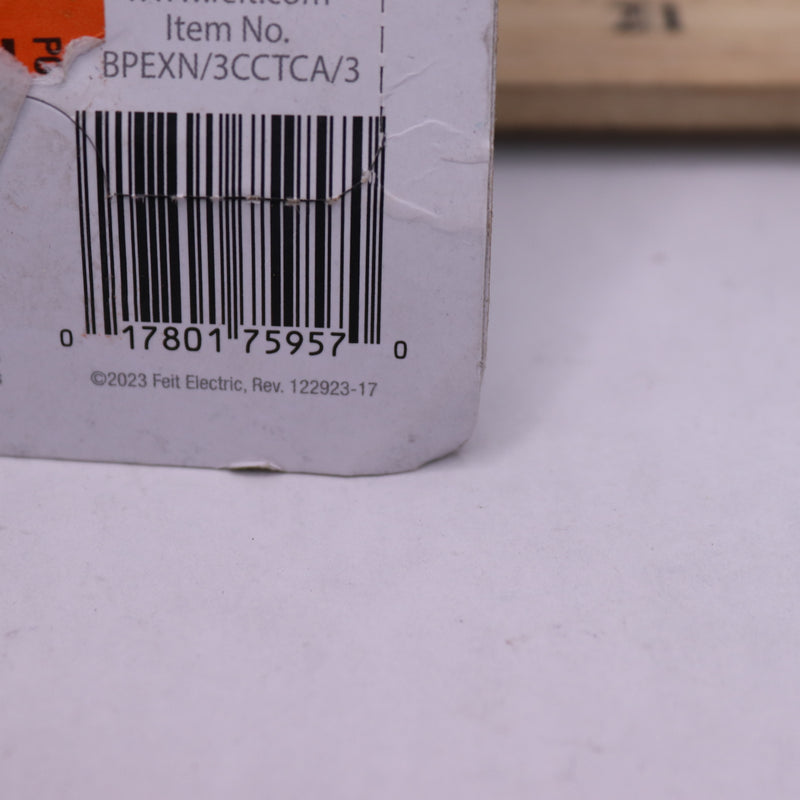 Item No.
BPEXN/3CCTCA/3
0 17801 75957 0
©2023 Feit Electric, Rev. 122923-17